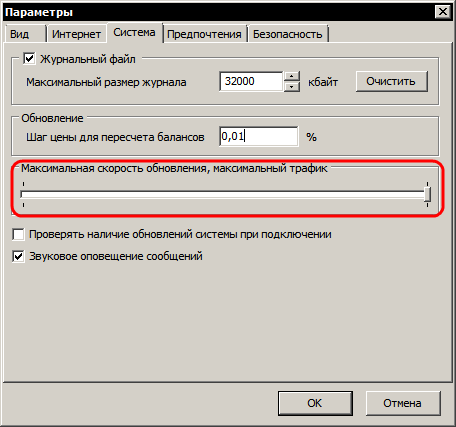 Параметры
Вид Интернет Система Предпочтения Безопасность
Журнальный файл
Максимальный размер журнала 32000 кбайт Очистить
Обновление
Шаг цены для пересчета балансов 0,01 %
Максимальная скорость обновления, максимальный трафик
Проверять наличие обновлений системы при подключении
Звуковое оповещение сообщений
OK Отмена